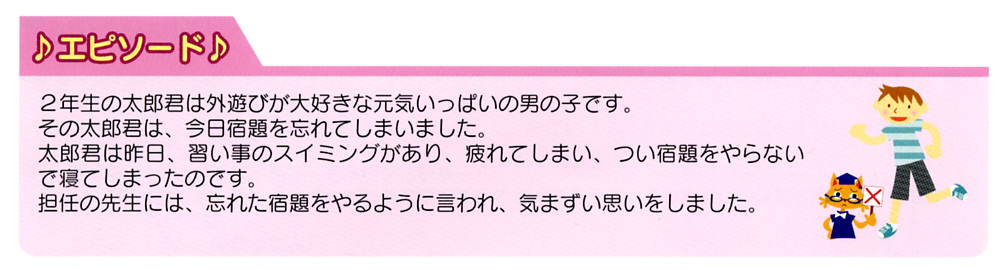 ♪エピソード♪
２年生の太郎君は外遊びが大好きな元気いっぱいの男の子です。
その太郎君は、今日宿題を忘れてしまいました。
太郎君は昨日、習い事のスイミングがあり、疲れてしまい、つい宿題をやらない
で寝てしまったのです。
担任の先生には、忘れた宿題をやるように言われ、気まずい思いをしました。